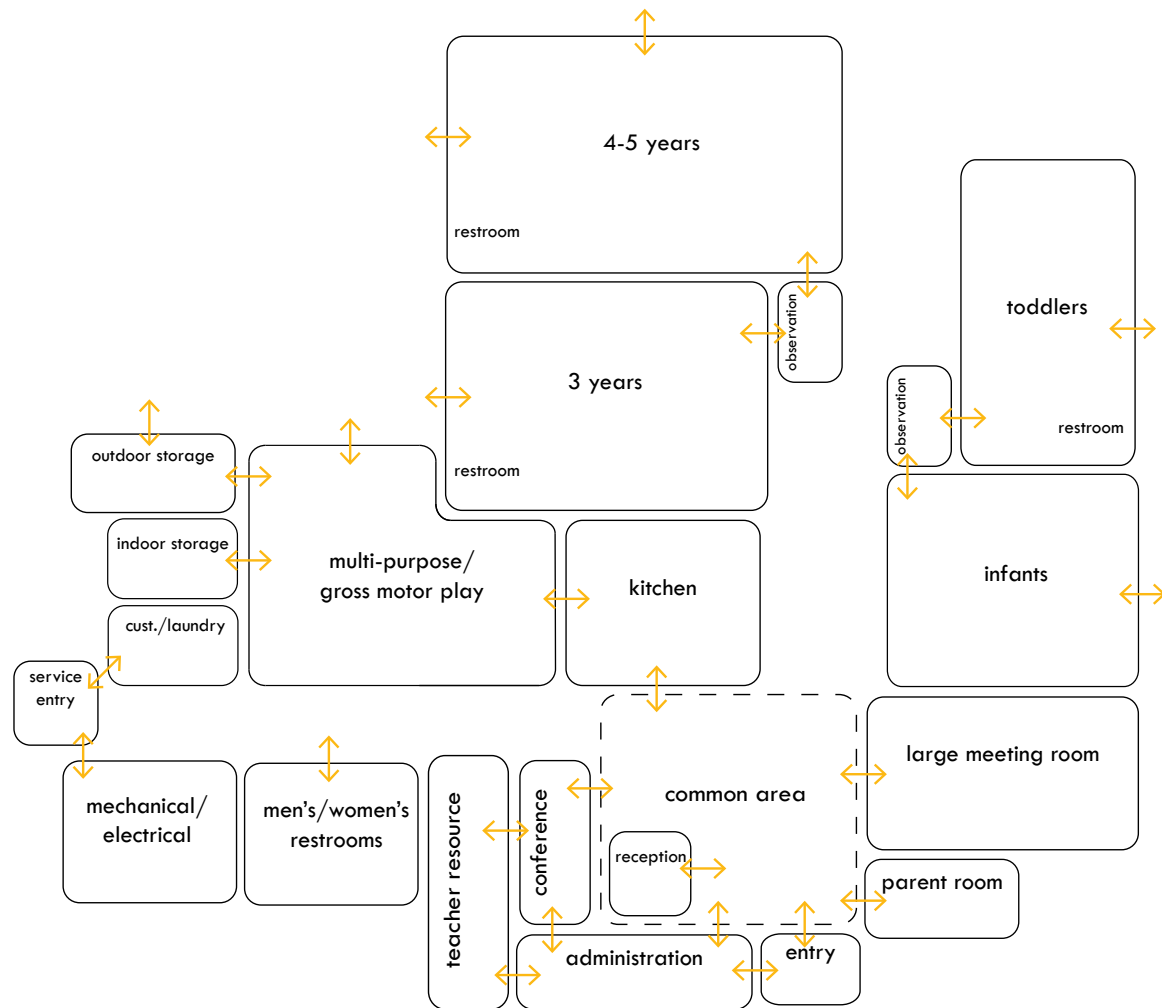 4-5 years
restroom
observation
3 years
restroom
toddlers
observation
restroom
outdoor storage
indoor storage
cust./laundry
service
entry
multi-purpose/
gross motor play
kitchen
infants
mechanical/
electrical
men's/women's
restrooms
teacher resource
conference
common area
reception
large meeting room
parent room
administration
entry